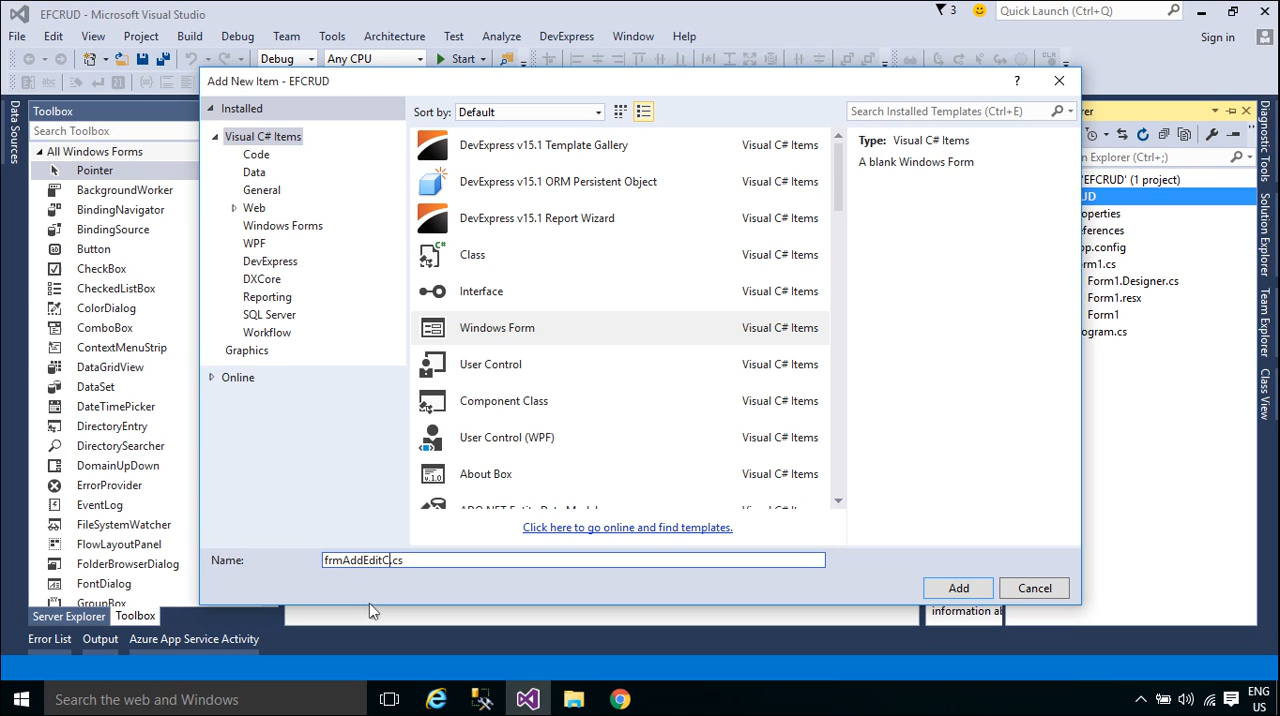 EFCRUD - Microsoft Visual Studio
3
Quick Launch (Ctrl+Q)
File Edit View Project Build Debug Team Tools Architecture Test Analyze DevExpress Window Help
Sign in
Debug Any CPU Start
Add New Item - EFCRUD
?
Data Sources
Toolbox
Search Toolbox
All Windows Forms
Pointer
BackgroundWorker
BindingNavigator
BindingSource
Button
CheckBox
CheckedListBox
ColorDialog
ComboBox
ContextMenuStrip
DataGridView
DataSet
DateTimePicker
DirectoryEntry
DirectorySearcher
DomainUpDown
ErrorProvider
EventLog
FileSystemWatcher
FlowLayoutPanel
FolderBrowserDialog
FontDialog
GroupBox
Server Explorer Toolbox
Installed
Visual C# Items
Code
Data
General
Web
Windows Forms
WPF
DevExpress
DXCore
Reporting
SQL Server
Workflow
Graphics
Online
Sort by: Default
DevExpress v15.1 Template Gallery Visual C# Items
DevExpress v15.1 ORM Persistent Object Visual C# Items
DevExpress v15.1 Report Wizard Visual C# Items
Class Visual C# Items
Interface Visual C# Items
Windows Form Visual C# Items
User Control Visual C# Items
Component Class Visual C# Items
User Control (WPF) Visual C# Items
About Box Visual C# Items
Click here to go online and find templates.
Search Installed Templates (Ctrl+E)
Type: Visual C# Items
A blank Windows Form
Name: frmAddEditC.cs
Add Cancel
information ab
rer
Explorer (Ctrl+;)
'EFCRUD' (1 project)
UD
operties
eferences
pp.config
rm1.cs
Form1.Designer.cs
Form1.resx
Form1
ogram.cs
Diagnostic Tools
Solution Explorer
Team Explorer
Class View
Error List Output Azure App Service Activity
Search the web and Windows
ENG
US